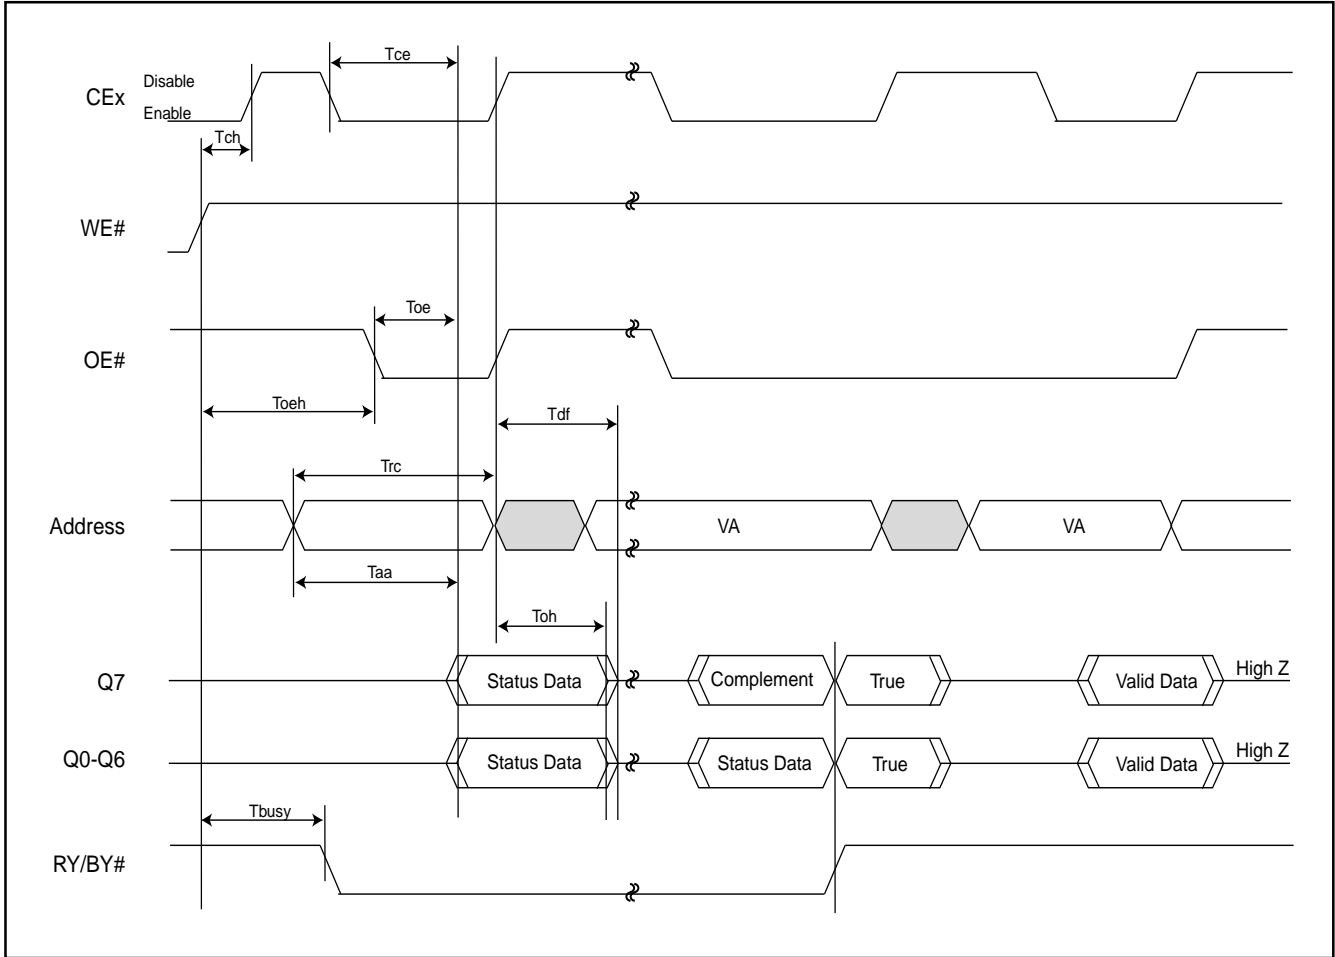 Tce
Disable
CEx
Enable
Tch
WE#
Toe
OE#
Toeh
Tdf
Trc
Address
VA
VA
Taa
Toh
Q7
Status Data
Complement
True
Valid Data
High Z
Q0-Q6
Status Data
Status Data
True
Valid Data
High Z
Tbusy
RY/BY#